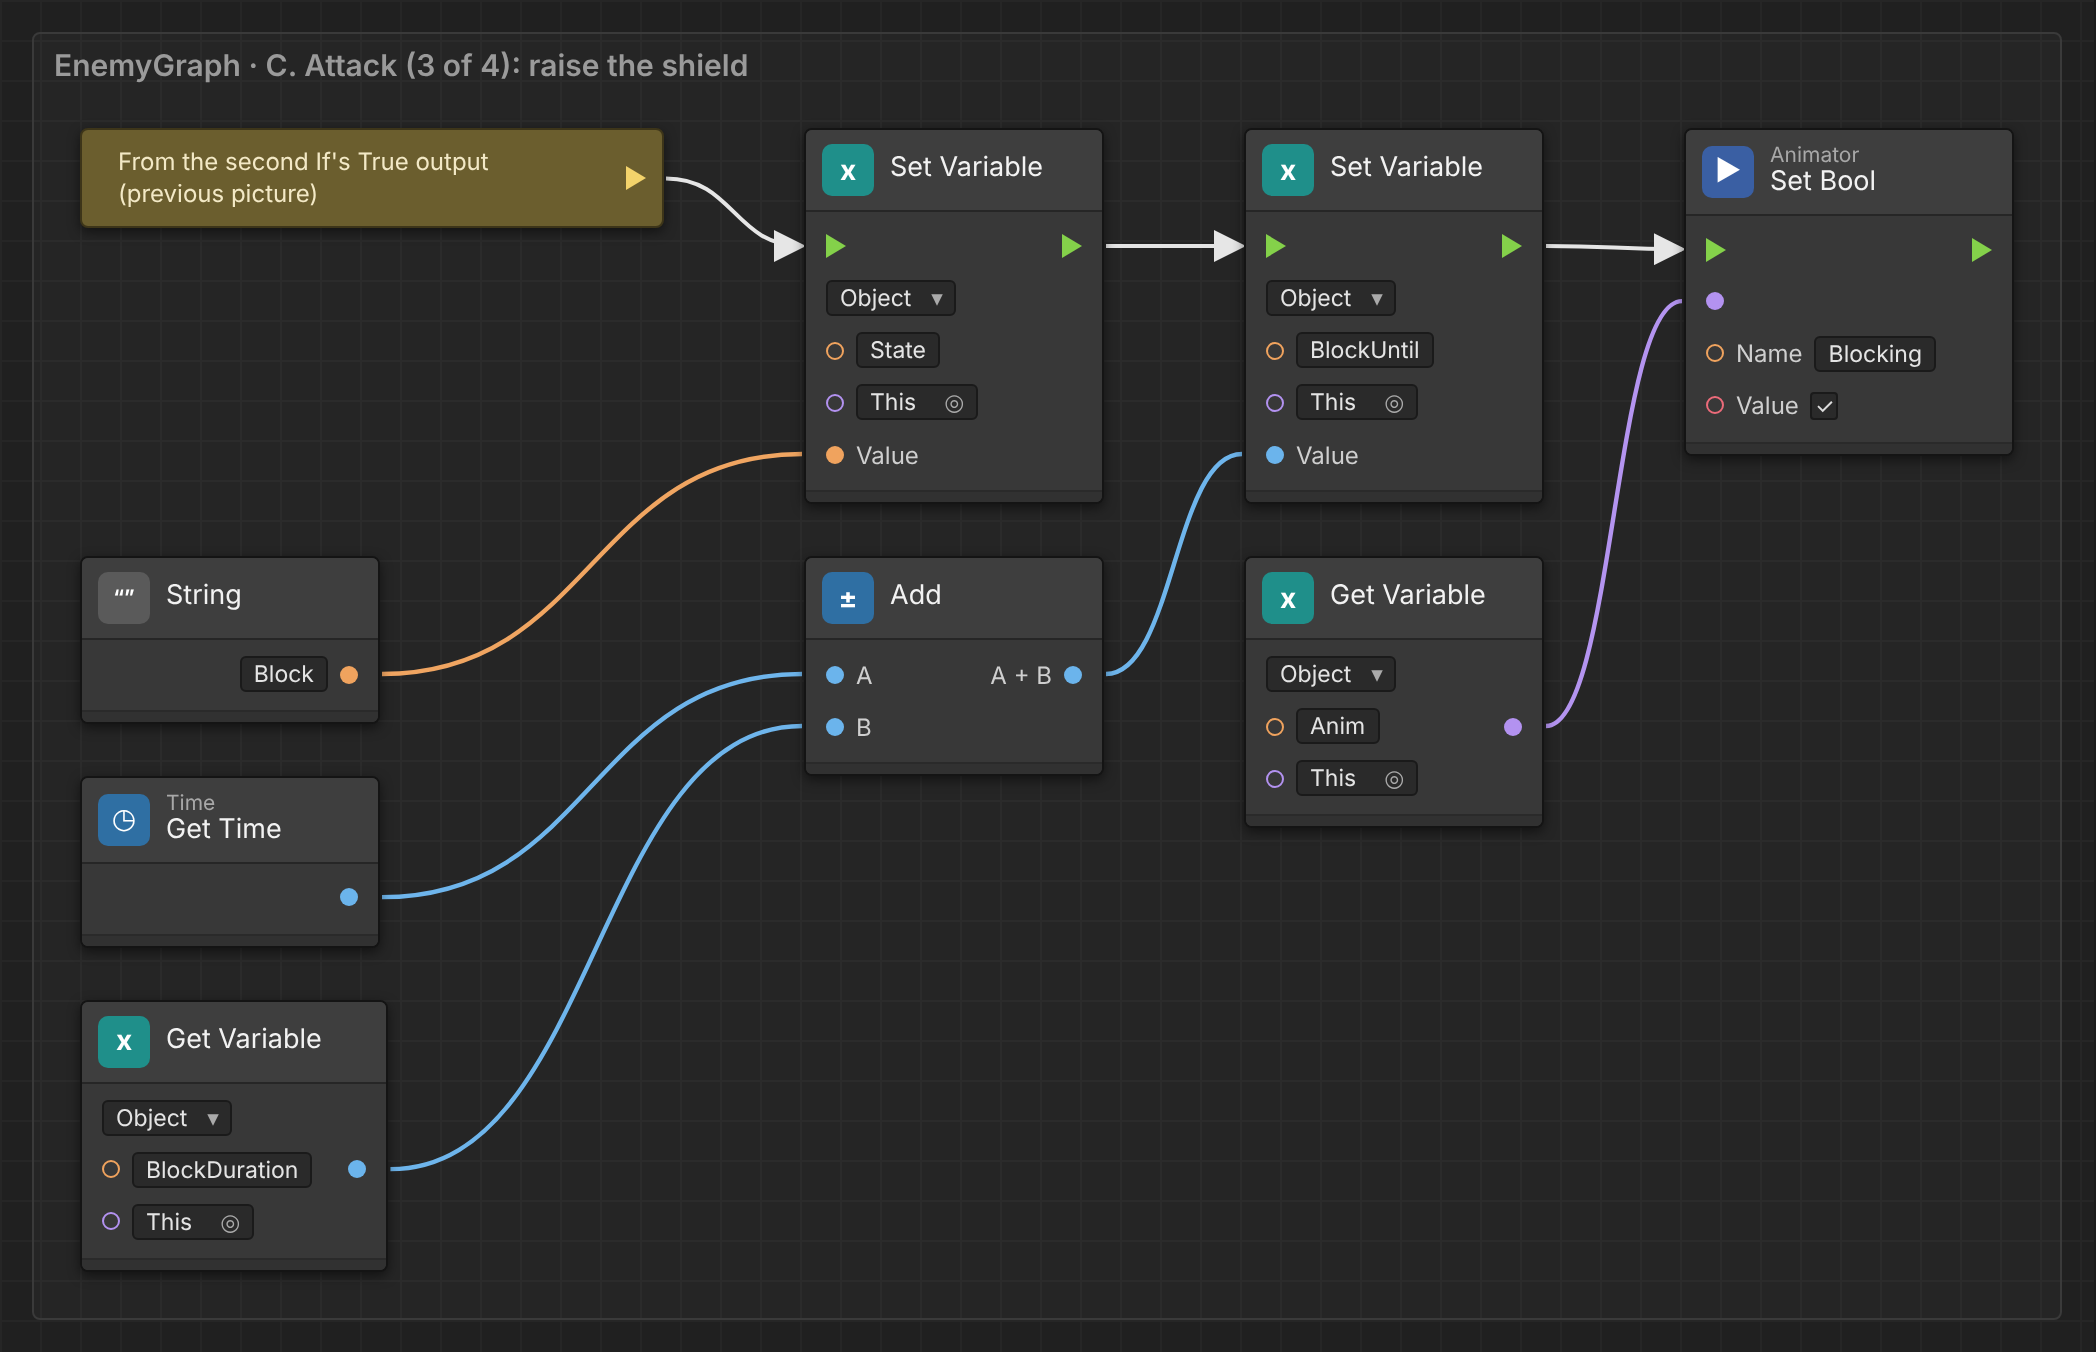 EnemyGraph · C. Attack (3 of 4): raise the shield
From the second If's True output
(previous picture)
x Set Variable
Object
State
This
Value
x Set Variable
Object
BlockUntil
This
Value
Animator
Set Bool
Name Blocking
Value
“” String
Block
± Add
A A + B
B
x Get Variable
Object
Anim
This
Time
Get Time
x Get Variable
Object
BlockDuration
This